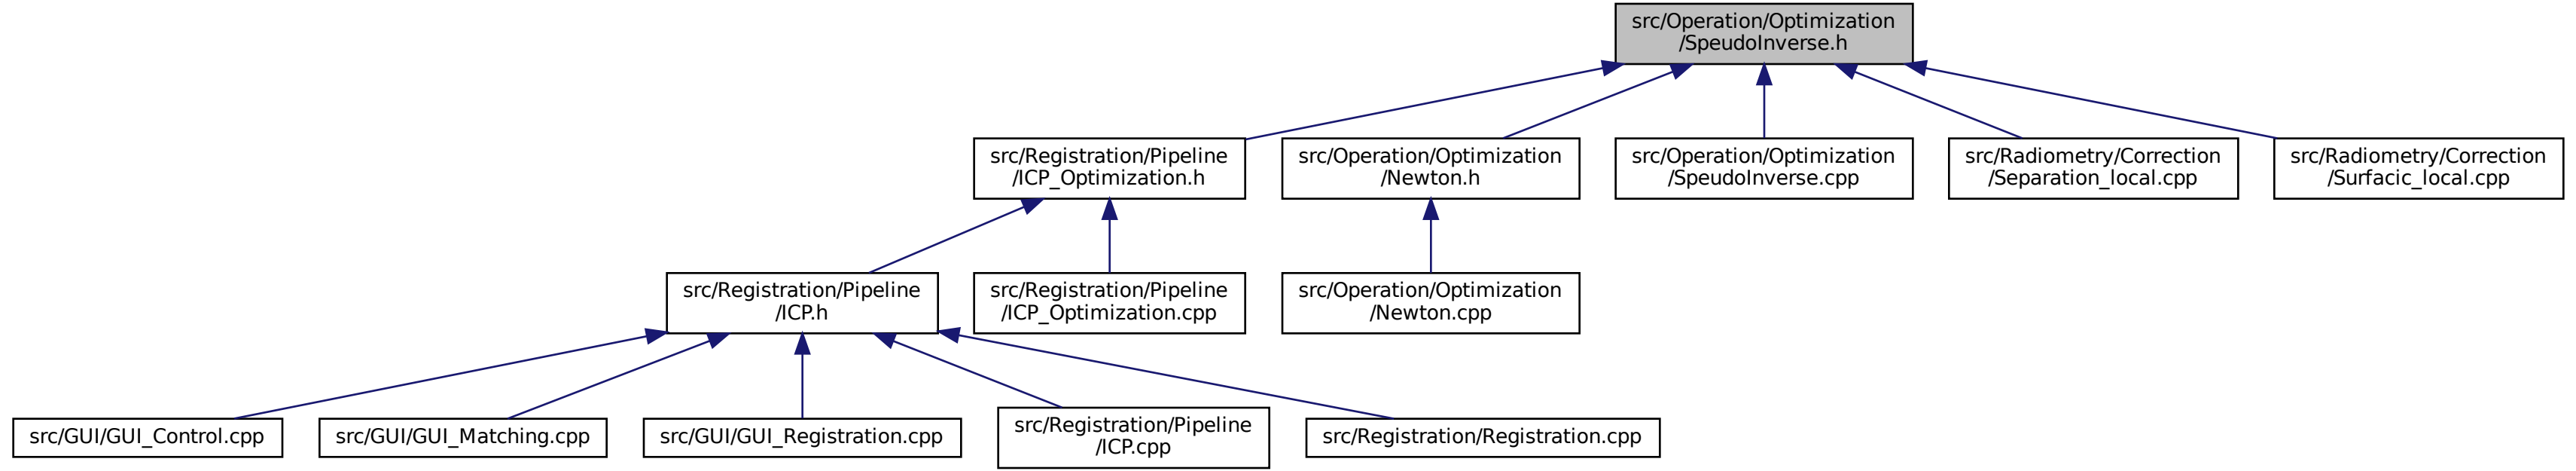 src/Operation/Optimization
/SpeudoInverse.h
src/Registration/Pipeline
/ICP_Optimization.h
src/Operation/Optimization
/Newton.h
src/Operation/Optimization
/SpeudoInverse.cpp
src/Radiometry/Correction
/Separation_local.cpp
src/Radiometry/Correction
/Surfacic_local.cpp
src/Registration/Pipeline
/ICP.h
src/Registration/Pipeline
/ICP_Optimization.cpp
src/Operation/Optimization
/Newton.cpp
src/GUI/GUI_Control.cpp
src/GUI/GUI_Matching.cpp
src/GUI/GUI_Registration.cpp
src/Registration/Pipeline
/ICP.cpp
src/Registration/Registration.cpp